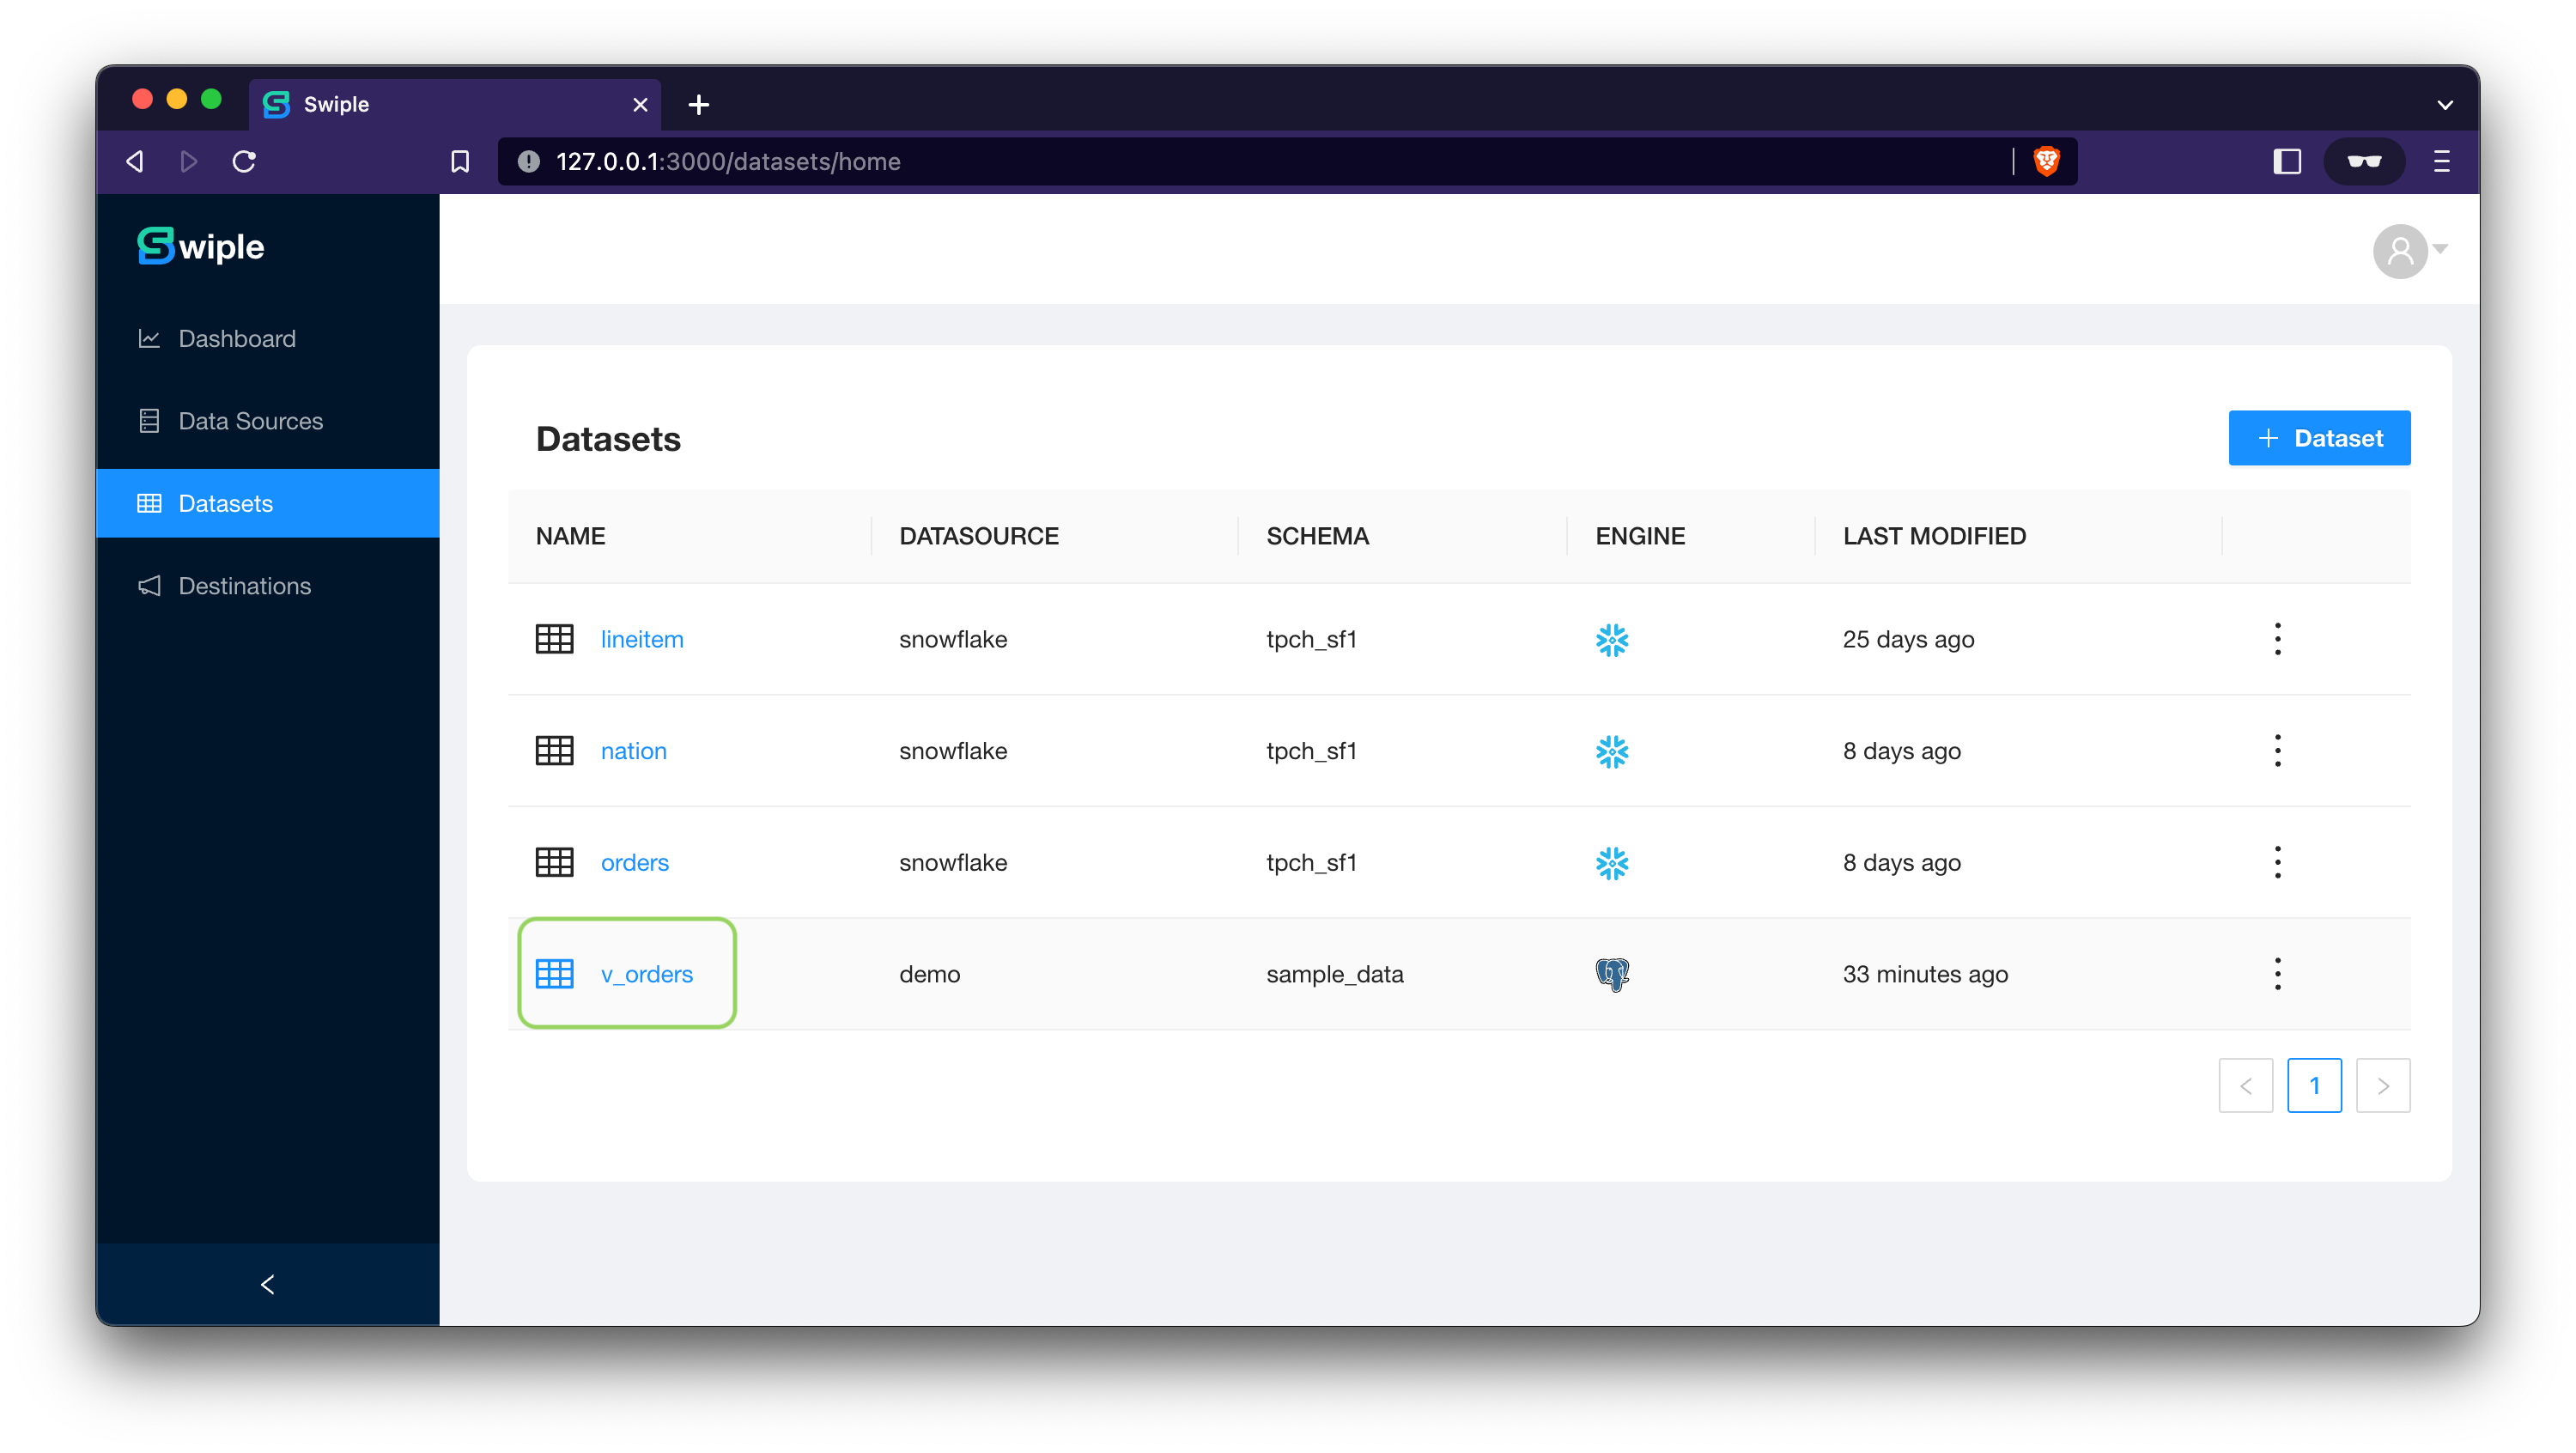 Swiple
127.0.0.1:3000/datasets/home
Swiple
Dashboard
Data Sources
Datasets
Destinations
Datasets
+ Dataset
NAME DATASOURCE SCHEMA ENGINE LAST MODIFIED
lineitem snowflake tpch_sf1 25 days ago
nation snowflake tpch_sf1 8 days ago
orders snowflake tpch_sf1 8 days ago
v_orders demo sample_data 33 minutes ago
1